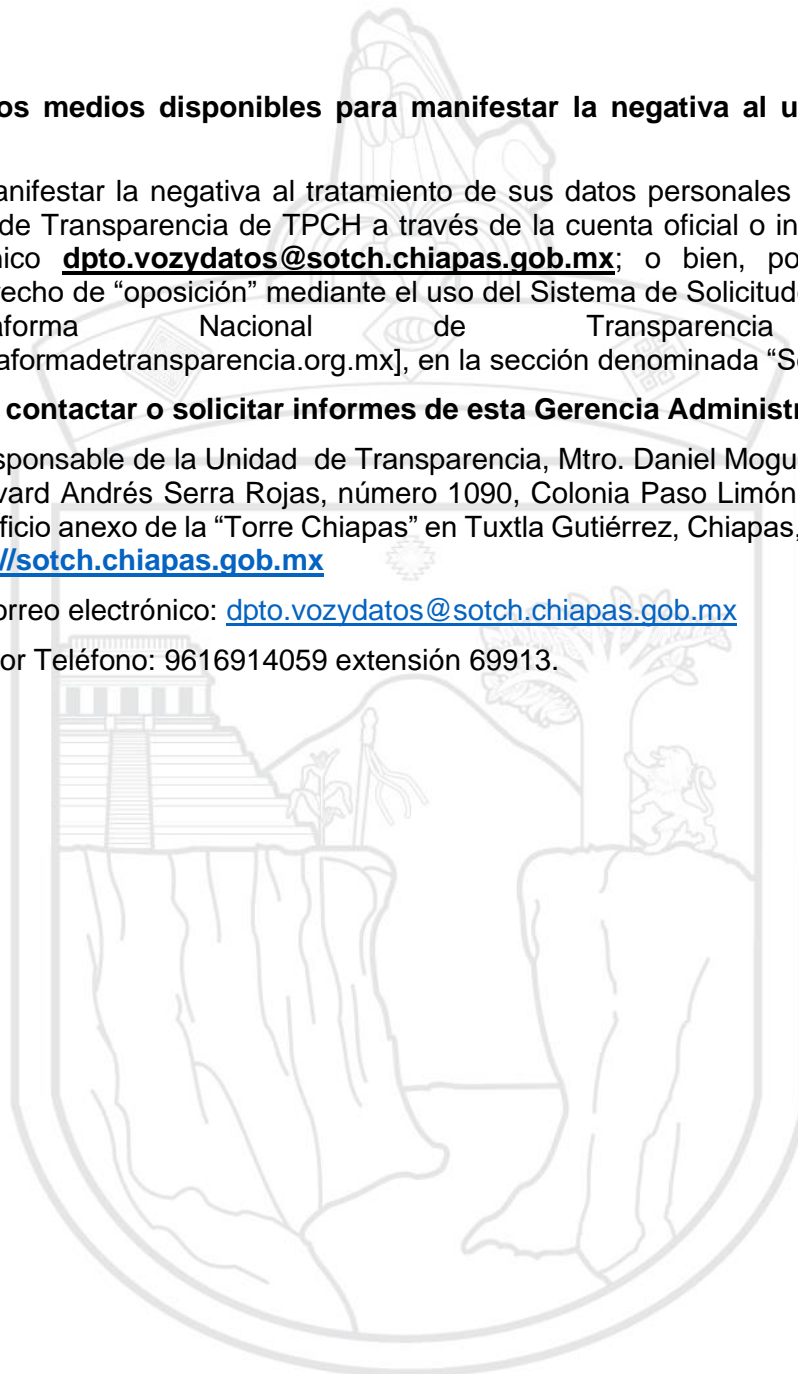 os medios disponibles para manifestar la negativa al u
anifestar la negativa al tratamiento de sus datos personales
de Transparencia de TPCH a través de la cuenta oficial o in
nico dpto.vozydatos@sotch.chiapas.gob.mx; o bien, po
recho de “oposición” mediante el uso del Sistema de Solicitud
aforma Nacional de Transparencia
aformadetransparencia.org.mx], en la sección denominada “S
contactar o solicitar informes de esta Gerencia Administr
sponsable de la Unidad de Transparencia, Mtro. Daniel Mogu
vard Andrés Serra Rojas, número 1090, Colonia Paso Limón
ficio anexo de la “Torre Chiapas” en Tuxtla Gutiérrez, Chiapas,
//sotch.chiapas.gob.mx
orreo electrónico: dpto.vozydatos@sotch.chiapas.gob.mx
or Teléfono: 9616914059 extensión 69913.